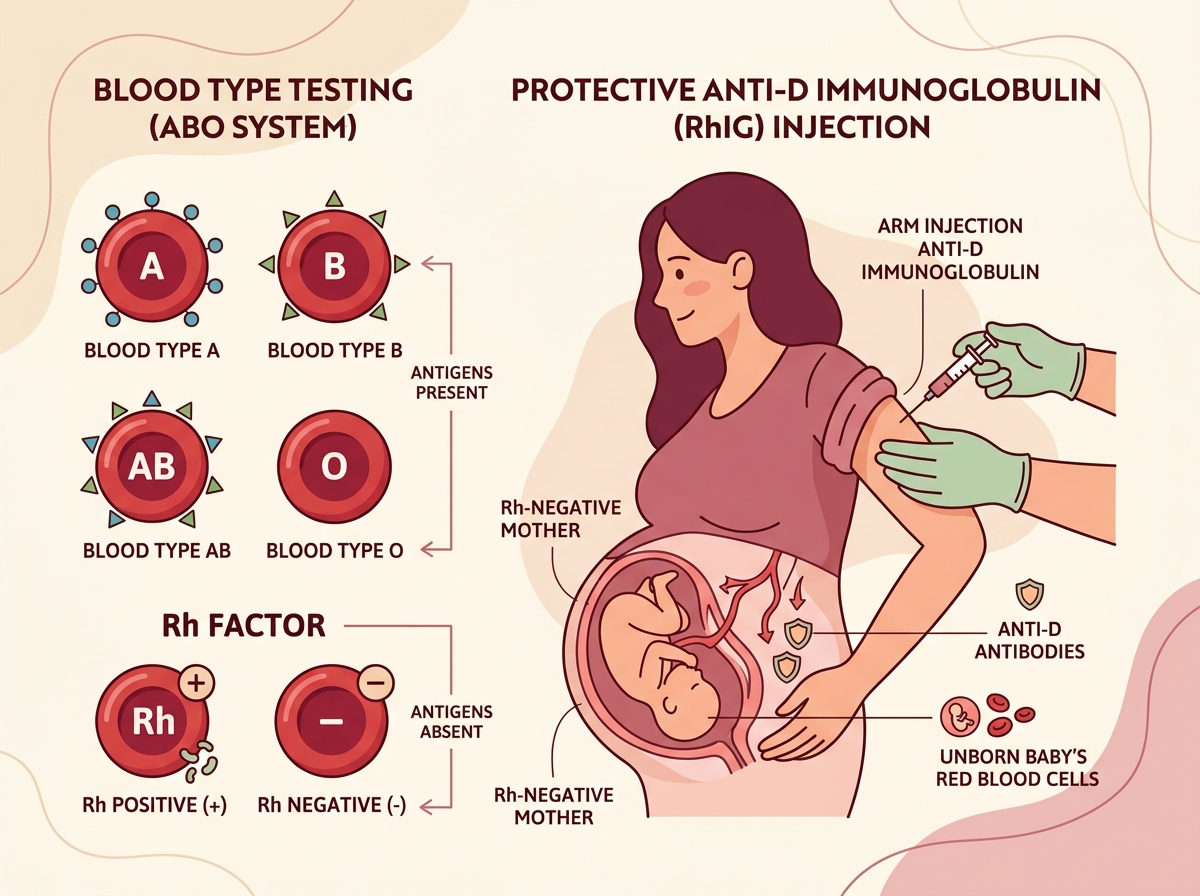 BLOOD TYPE TESTING
(ABO SYSTEM)
A
B
BLOOD TYPE A
BLOOD TYPE B
ANTIGENS
PRESENT
AB
O
BLOOD TYPE AB
BLOOD TYPE O
Rh FACTOR
Rh
+
–
−
ANTIGENS
ABSENT
Rh POSITIVE (+)
Rh NEGATIVE (-)
PROTECTIVE ANTI-D IMMUNOGLOBULIN
(RhIG) INJECTION
ARM INJECTION
ANTI-D
IMMUNOGLOBULIN
Rh-NEGATIVE
MOTHER
ANTI-D
ANTIBODIES
UNBORN BABY'S
RED BLOOD CELLS
Rh-NEGATIVE
MOTHER